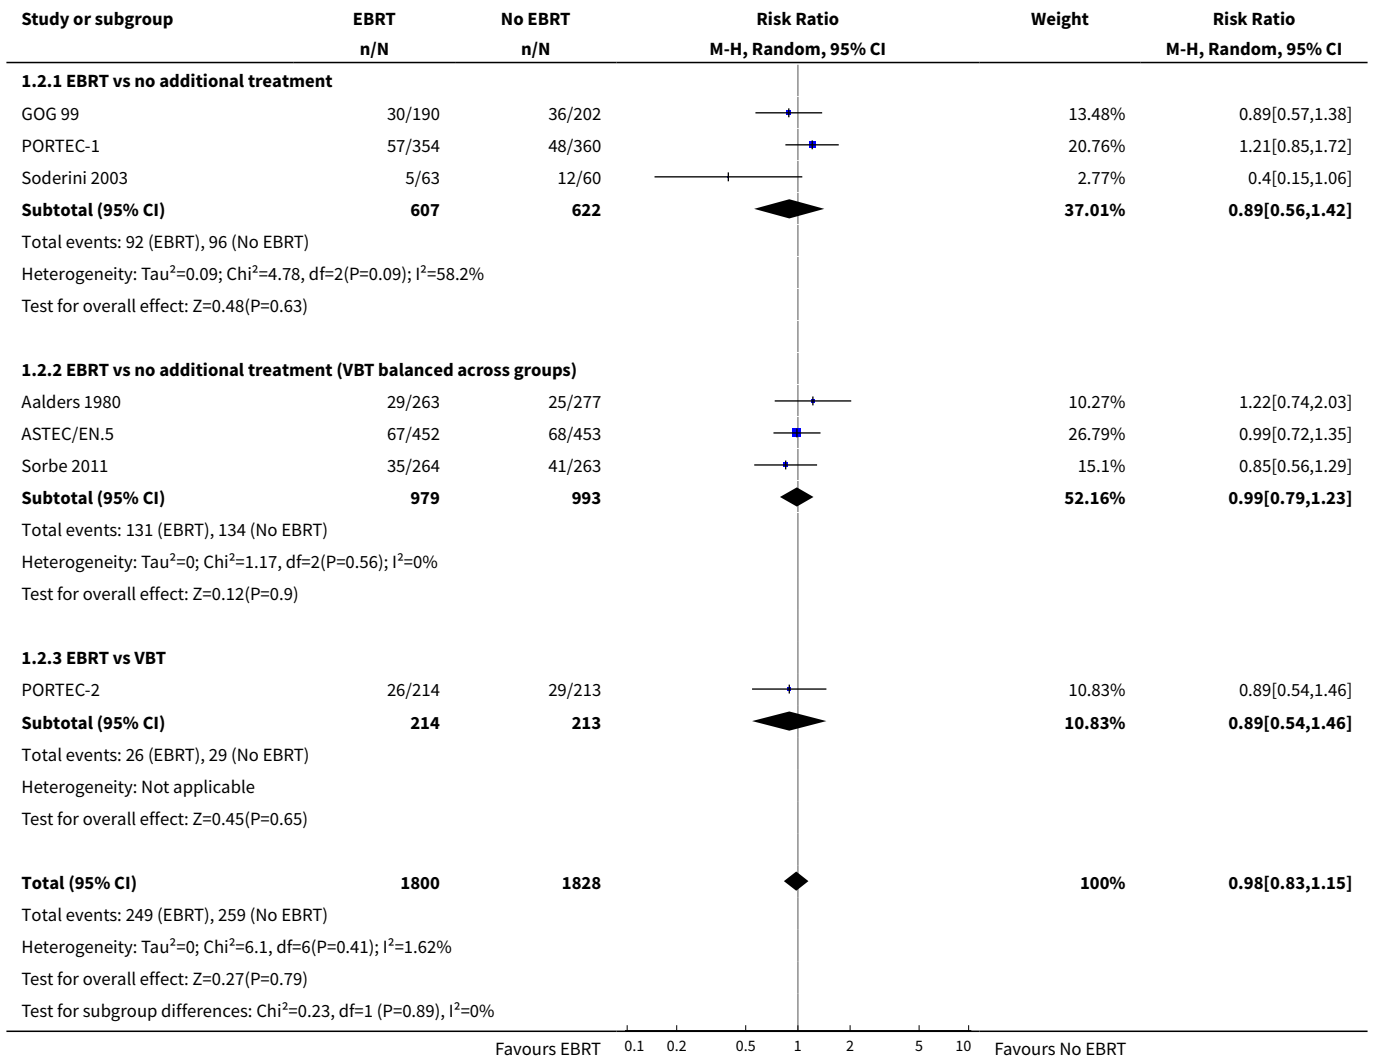 Study or subgroup EBRT No EBRT Risk Ratio Weight Risk Ratio
n/N n/N M-H, Random, 95% CI M-H, Random, 95% CI
1.2.1 EBRT vs no additional treatment
GOG 99 30/190 36/202 13.48% 0.89[0.57,1.38]
PORTEC-1 57/354 48/360 20.76% 1.21[0.85,1.72]
Soderini 2003 5/63 12/60 2.77% 0.4[0.15,1.06]
Subtotal (95% CI) 607 622 37.01% 0.89[0.56,1.42]
Total events: 92 (EBRT), 96 (No EBRT)
Heterogeneity: Tau²=0.09; Chi²=4.78, df=2(P=0.09); I²=58.2%
Test for overall effect: Z=0.48(P=0.63)
1.2.2 EBRT vs no additional treatment (VBT balanced across groups)
Aalders 1980 29/263 25/277 10.27% 1.22[0.74,2.03]
ASTEC/EN.5 67/452 68/453 26.79% 0.99[0.72,1.35]
Sorbe 2011 35/264 41/263 15.1% 0.85[0.56,1.29]
Subtotal (95% CI) 979 993 52.16% 0.99[0.79,1.23]
Total events: 131 (EBRT), 134 (No EBRT)
Heterogeneity: Tau²=0; Chi²=1.17, df=2(P=0.56); I²=0%
Test for overall effect: Z=0.12(P=0.9)
1.2.3 EBRT vs VBT
PORTEC-2 26/214 29/213 10.83% 0.89[0.54,1.46]
Subtotal (95% CI) 214 213 10.83% 0.89[0.54,1.46]
Total events: 26 (EBRT), 29 (No EBRT)
Heterogeneity: Not applicable
Test for overall effect: Z=0.45(P=0.65)
Total (95% CI) 1800 1828 100% 0.98[0.83,1.15]
Total events: 249 (EBRT), 259 (No EBRT)
Heterogeneity: Tau²=0; Chi²=6.1, df=6(P=0.41); I²=1.62%
Test for overall effect: Z=0.27(P=0.79)
Test for subgroup differences: Chi²=0.23, df=1 (P=0.89), I²=0%
Favours EBRT 0.1 0.2 0.5 1 2 5 10 Favours No EBRT